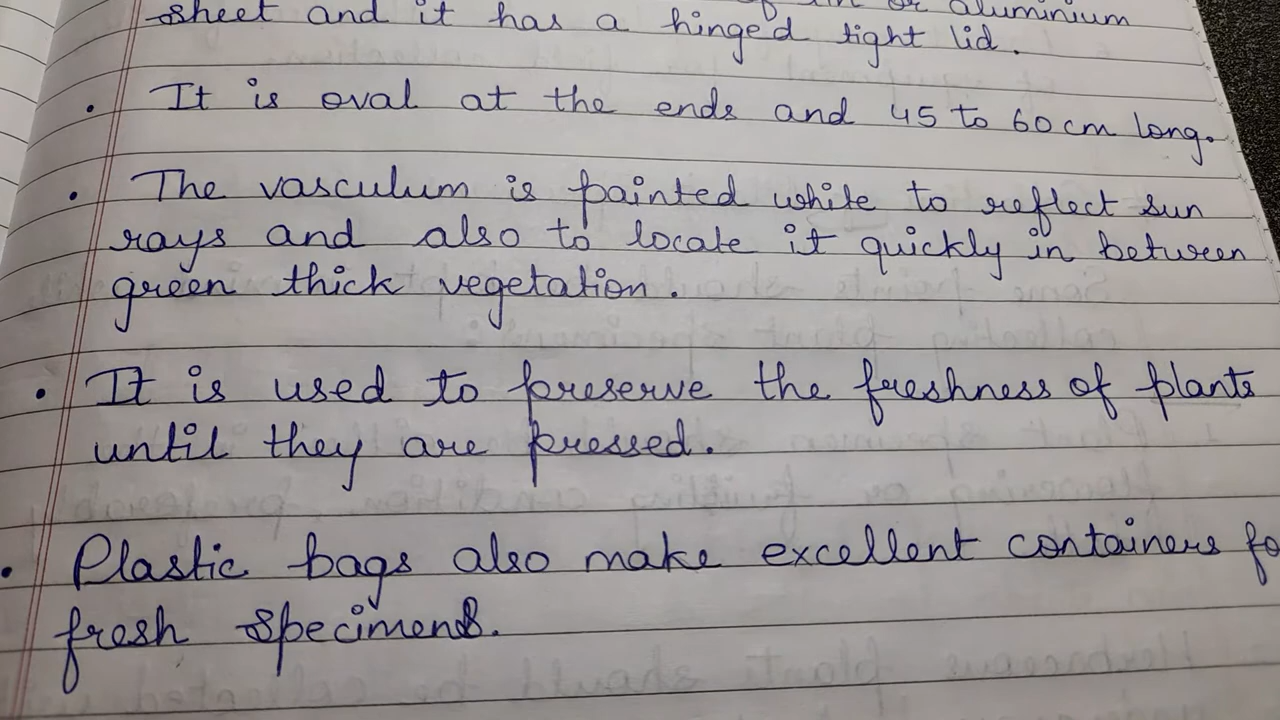 aluminium
sheet and it has a hinged tight lid.
• It is oval at the ends and 45 to 60 cm long.
• The vasculum is painted white to reflect sun
rays and also to locate it quickly in between
green thick vegetation.
• It is used to preserve the freshness of plants
until they are pressed.
• Plastic bags also make excellent containers fo
fresh specimens.